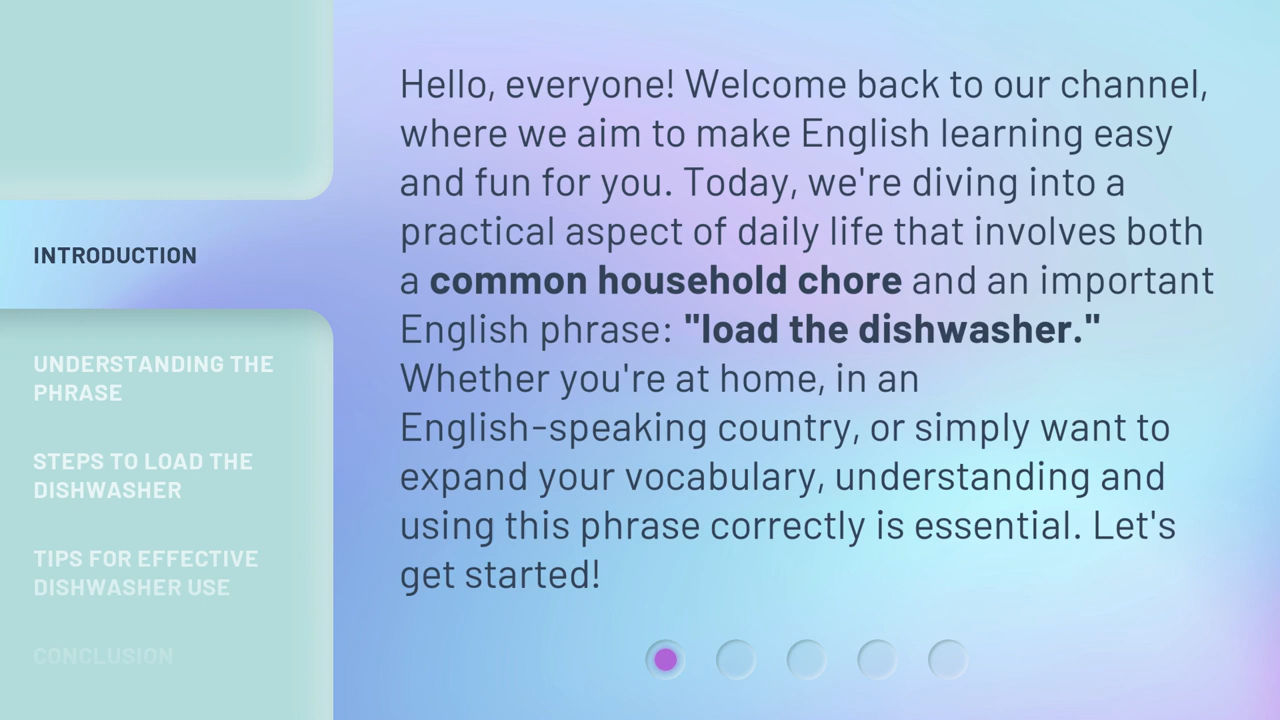 INTRODUCTION
UNDERSTANDING THE
PHRASE
STEPS TO LOAD THE
DISHWASHER
TIPS FOR EFFECTIVE
DISHWASHER USE
CONCLUSION
Hello, everyone! Welcome back to our channel,
where we aim to make English learning easy
and fun for you. Today, we're diving into a
practical aspect of daily life that involves both
a common household chore and an important
English phrase: "load the dishwasher."
Whether you're at home, in an
English-speaking country, or simply want to
expand your vocabulary, understanding and
using this phrase correctly is essential. Let's
get started!